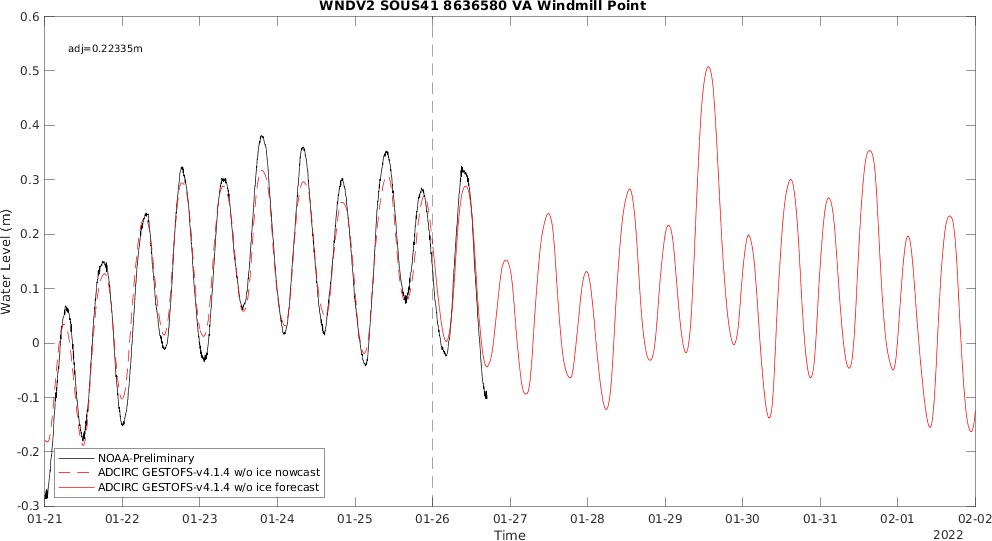 WNDV2 SOUS41 8636580 VA Windmill Point
adj=0.22335m
Water Level (m)
0.6
0.5
0.4
0.3
0.2
0.1
0
-0.1
-0.2
-0.3
NOAA-Preliminary
ADCIRC GESTOFS-v4.1.4 w/o ice nowcast
ADCIRC GESTOFS-v4.1.4 w/o ice forecast
01-21 01-22 01-23 01-24 01-25 01-26 01-27 01-28 01-29 01-30 01-31 02-01 02-02
Time
2022